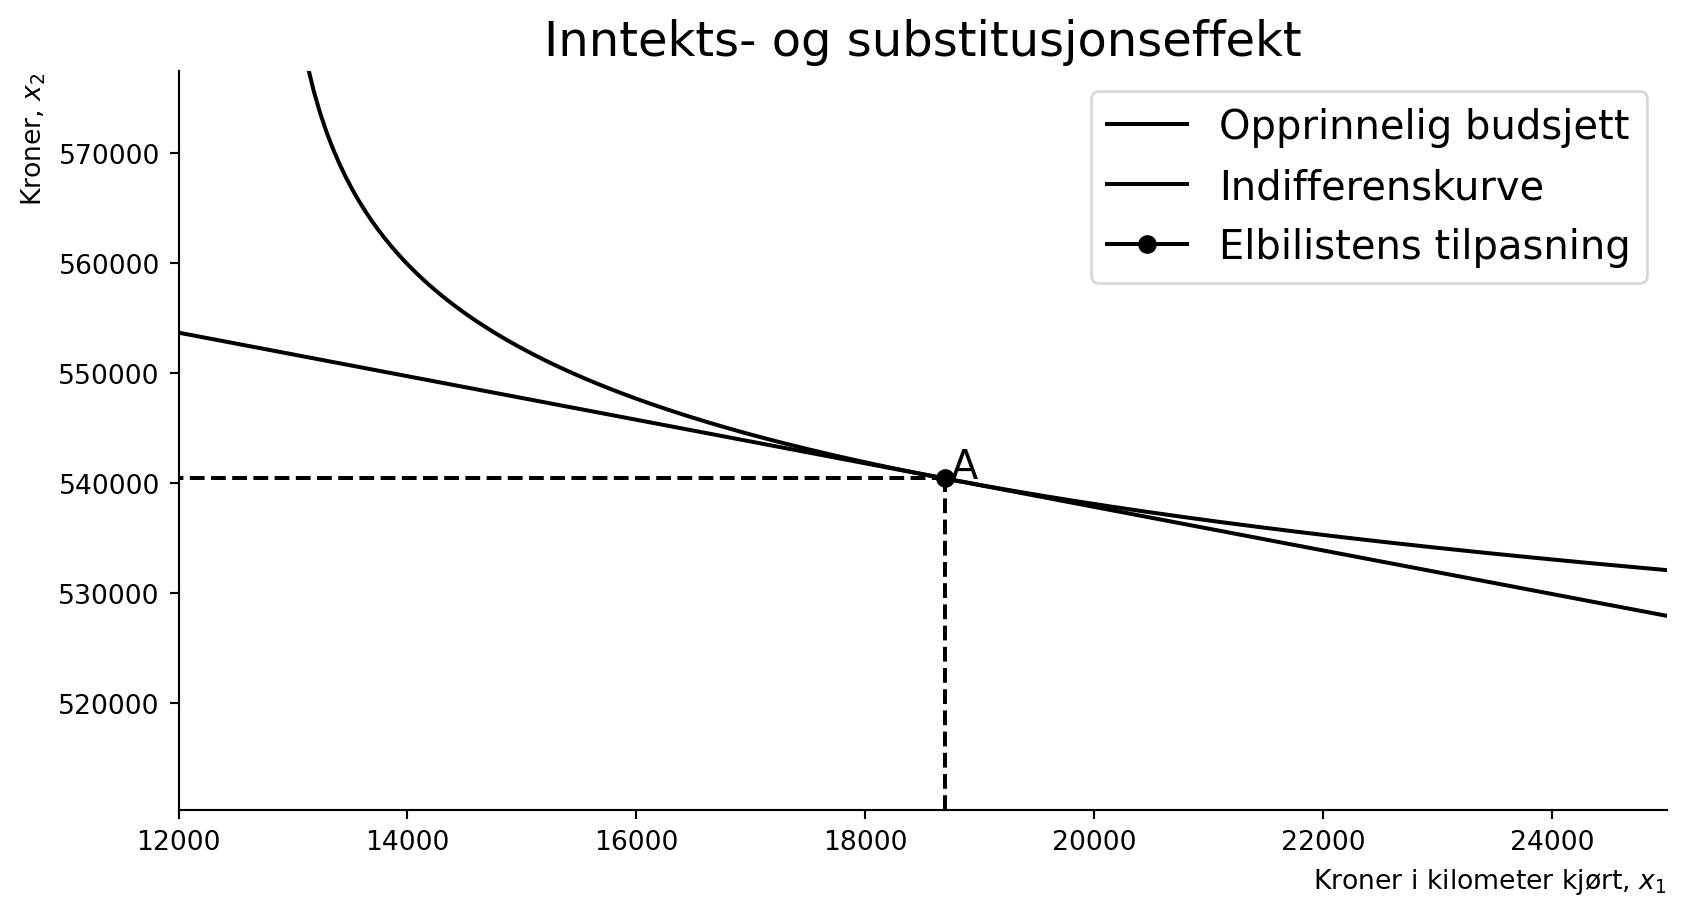 Inntekts- og substitusjonseffekt
Kroner, x₂
570000
560000
550000
540000
530000
520000
Opprinnelig budsjett
Indifferenskurve
Elbilistens tilpasning
A
12000 14000 16000 18000 20000 22000 24000
Kroner i kilometer kjørt, x₁